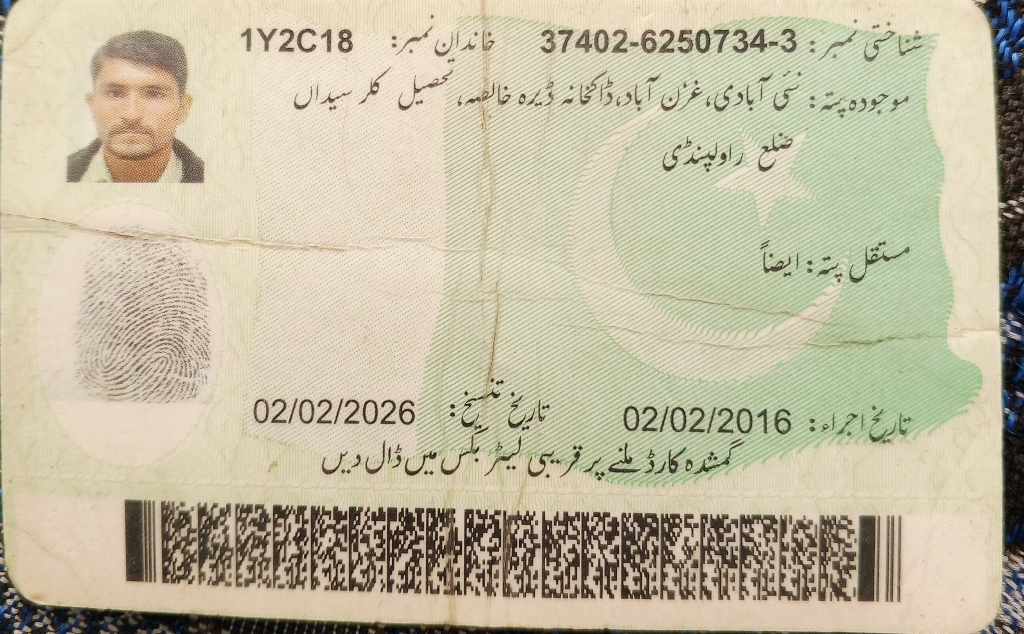 شناختی نمبر: 37402-6250734-3 خاندان نمبر: 1Y2C18
موجودہ پتہ: نئی آبادی، غزن آباد، ڈاکخانہ ڈیرہ خالصہ، تحصیل کلر سیداں
ضلع راولپنڈی
مستقل پتہ: ایضاً
تاریخ اجراء: 02/02/2016 تاریخ تنسیخ: 02/02/2026
گمشدہ کارڈ ملنے پر قریبی لیٹر بکس میں ڈال دیں